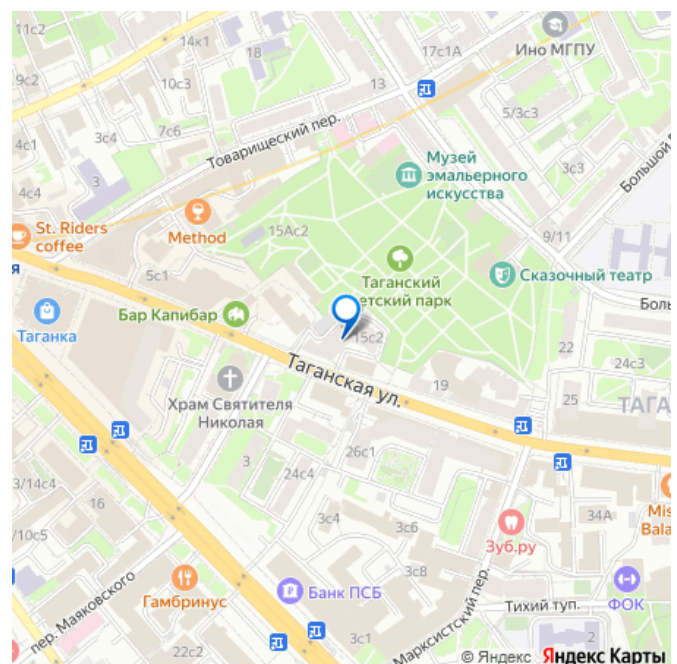 11с2
14к1
18
17с1А
Ино МГПУ
9с2
10с3
13
5/3с3
7с6
3с4
4с1
Товарищеский пер.
Музей
эмальерного
искусства
3с3
Большой
3
4с4
St. Riders
coffee
Method
15Ас2
9/11
я
5с1
Таганский
етский парк
Сказочный театр
Таганка
Бар Капибар
Боль
15с2
22
24с3
Таганская ул.
19
Храм Святителя
Николая
25
ТАГА
3
26с1
24с4
3/14с4
16
3с4
3с6
34А
Mis
Bala
/10с5
Зуб.ру
3с8
Банк ПСБ
Гамбринус
Тихий туп.
ФОК
пер. Маяковского
Марксистский пер.
22с2
3с1
2
© Яндекс Яндекс Карты